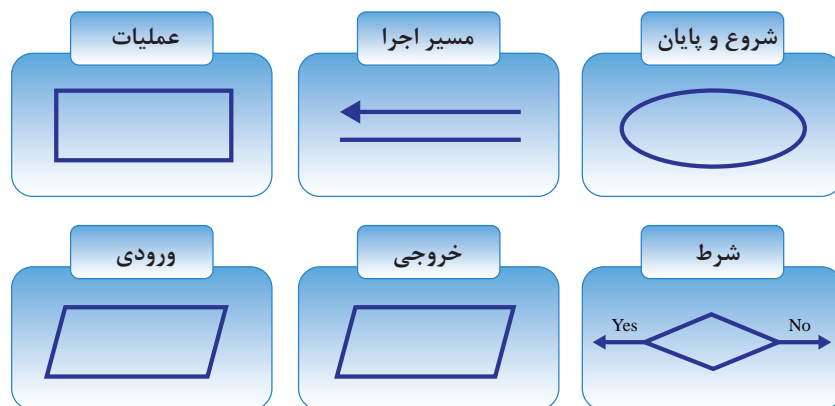 شروع و پایان
مسیر اجرا
عملیات
شرط
Yes
No
خروجی
ورودی